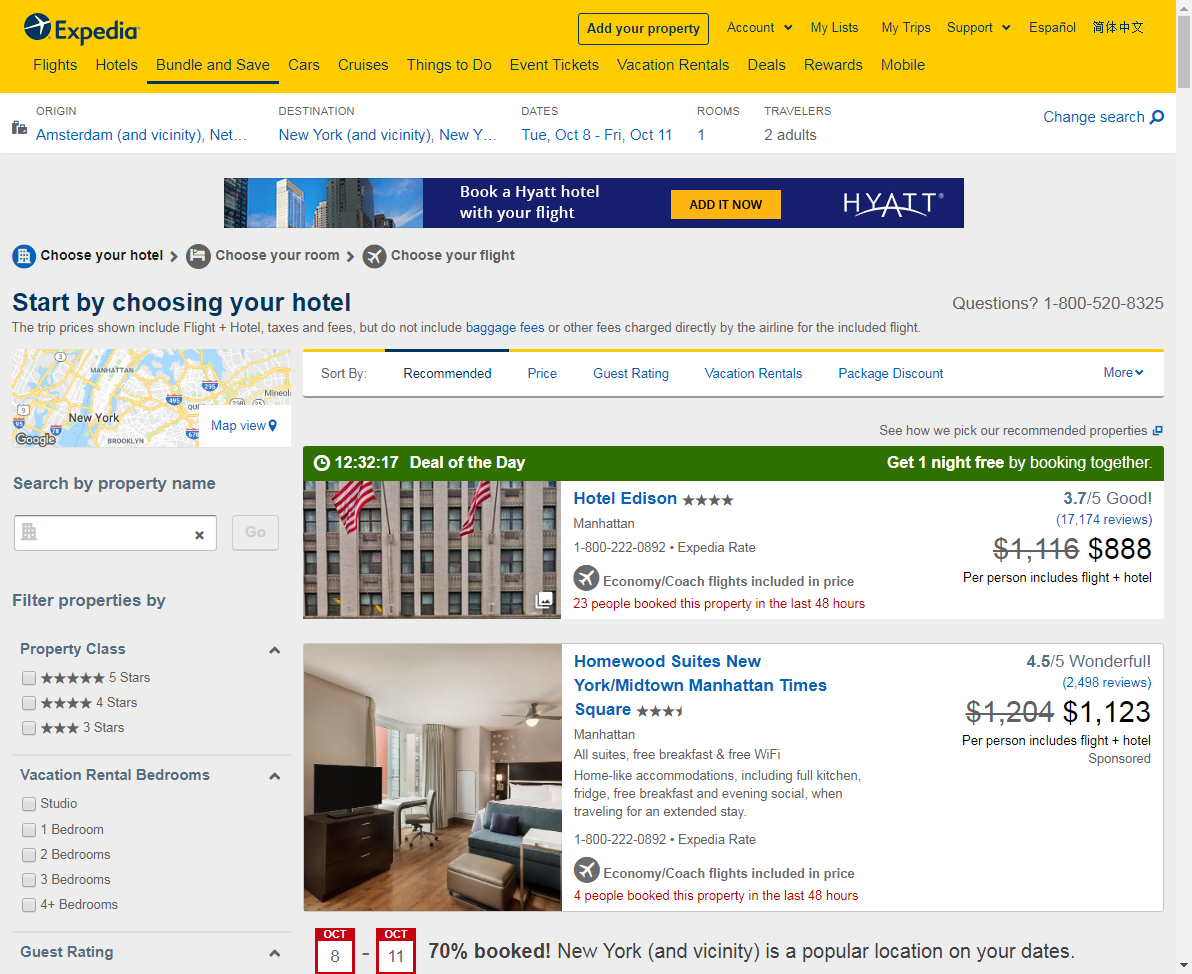 Expedia
Add your property
Account
My Lists
My Trips
Support
Español
简体中文
Flights
Hotels
Bundle and Save
Cars
Cruises
Things to Do
Event Tickets
Vacation Rentals
Deals
Rewards
Mobile
ORIGIN
Amsterdam (and vicinity), Net...
DESTINATION
New York (and vicinity), New Y...
DATES
Tue, Oct 8 - Fri, Oct 11
ROOMS
1
TRAVELERS
2 adults
Change search
Book a Hyatt hotel
with your flight
ADD IT NOW
HYATT®
Choose your hotel
Choose your room
Choose your flight
Start by choosing your hotel
Questions? 1-800-520-8325
The trip prices shown include Flight + Hotel, taxes and fees, but do not include baggage fees or other fees charged directly by the airline for the included flight.
MANHATTAN
New York
BROOKLYN
Mineol
QU
3
9
95
78
495
295
25B
25
678
Google
Map view
Sort By:
Recommended
Price
Guest Rating
Vacation Rentals
Package Discount
More
See how we pick our recommended properties
Search by property name
Go
Filter properties by
Property Class
5 Stars
4 Stars
3 Stars
Vacation Rental Bedrooms
Studio
1 Bedroom
2 Bedrooms
3 Bedrooms
4+ Bedrooms
Guest Rating
12:32:17 Deal of the Day
Get 1 night free by booking together.
Hotel Edison
Manhattan
1-800-222-0892 • Expedia Rate
Economy/Coach flights included in price
23 people booked this property in the last 48 hours
3.7/5 Good!
(17,174 reviews)
$1,116 $888
Per person includes flight + hotel
Homewood Suites New
York/Midtown Manhattan Times
Square
Manhattan
All suites, free breakfast & free WiFi
Home-like accommodations, including full kitchen,
fridge, free breakfast and evening social, when
traveling for an extended stay.
1-800-222-0892 • Expedia Rate
Economy/Coach flights included in price
4 people booked this property in the last 48 hours
4.5/5 Wonderful!
(2,498 reviews)
$1,204 $1,123
Per person includes flight + hotel
Sponsored
OCT
8
-
OCT
11
70% booked! New York (and vicinity) is a popular location on your dates.